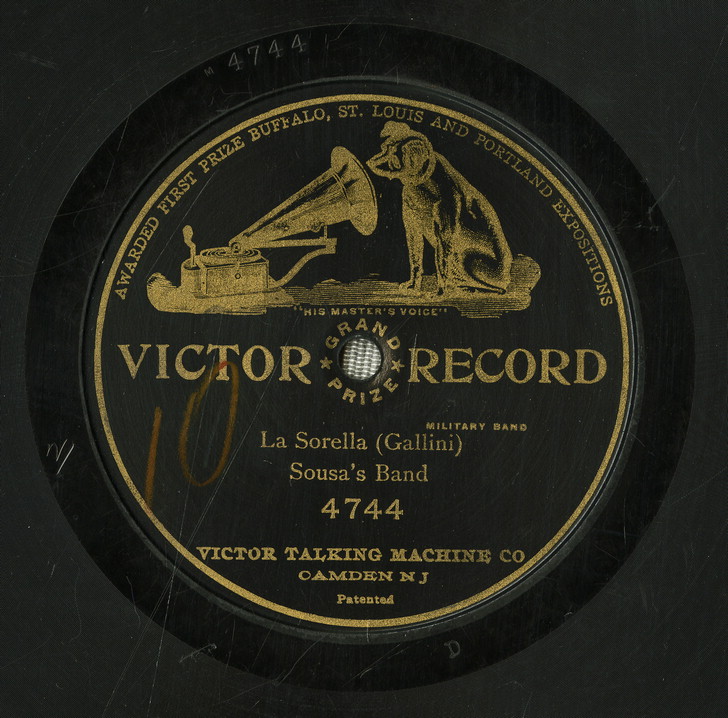 M 4744
AWARDED FIRST PRIZE BUFFALO, ST. LOUIS AND PORTLAND EXPOSITIONS
"HIS MASTER'S VOICE"
GRAND PRIZE
VICTOR RECORD
MILITARY BAND
La Sorella (Gallini)
Sousa's Band
4744
10
VICTOR TALKING MACHINE CO
CAMDEN N J
Patented
D